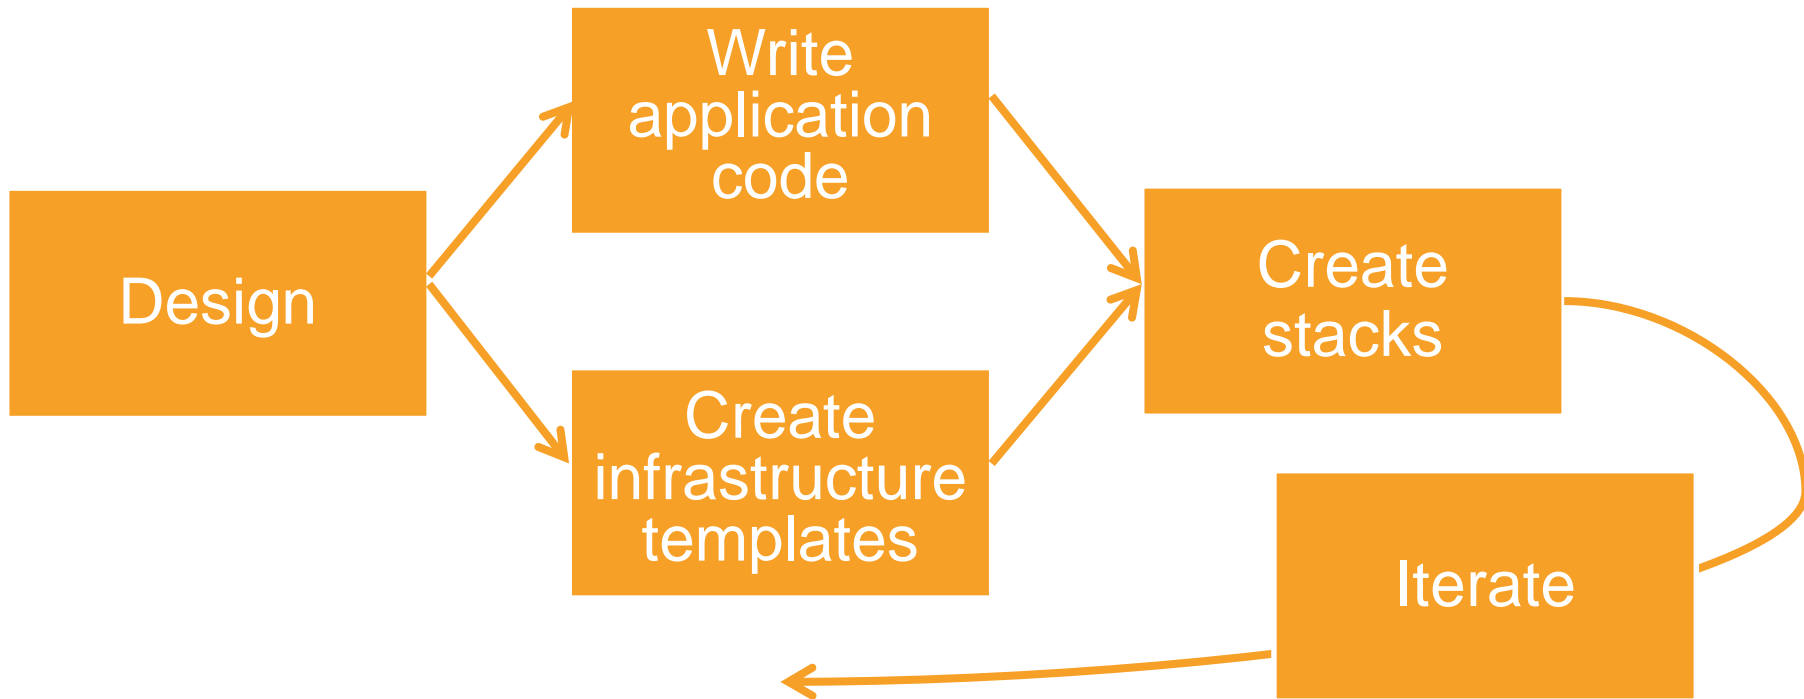 Design
Write
application
code
Create
infrastructure
templates
Create
stacks
Iterate